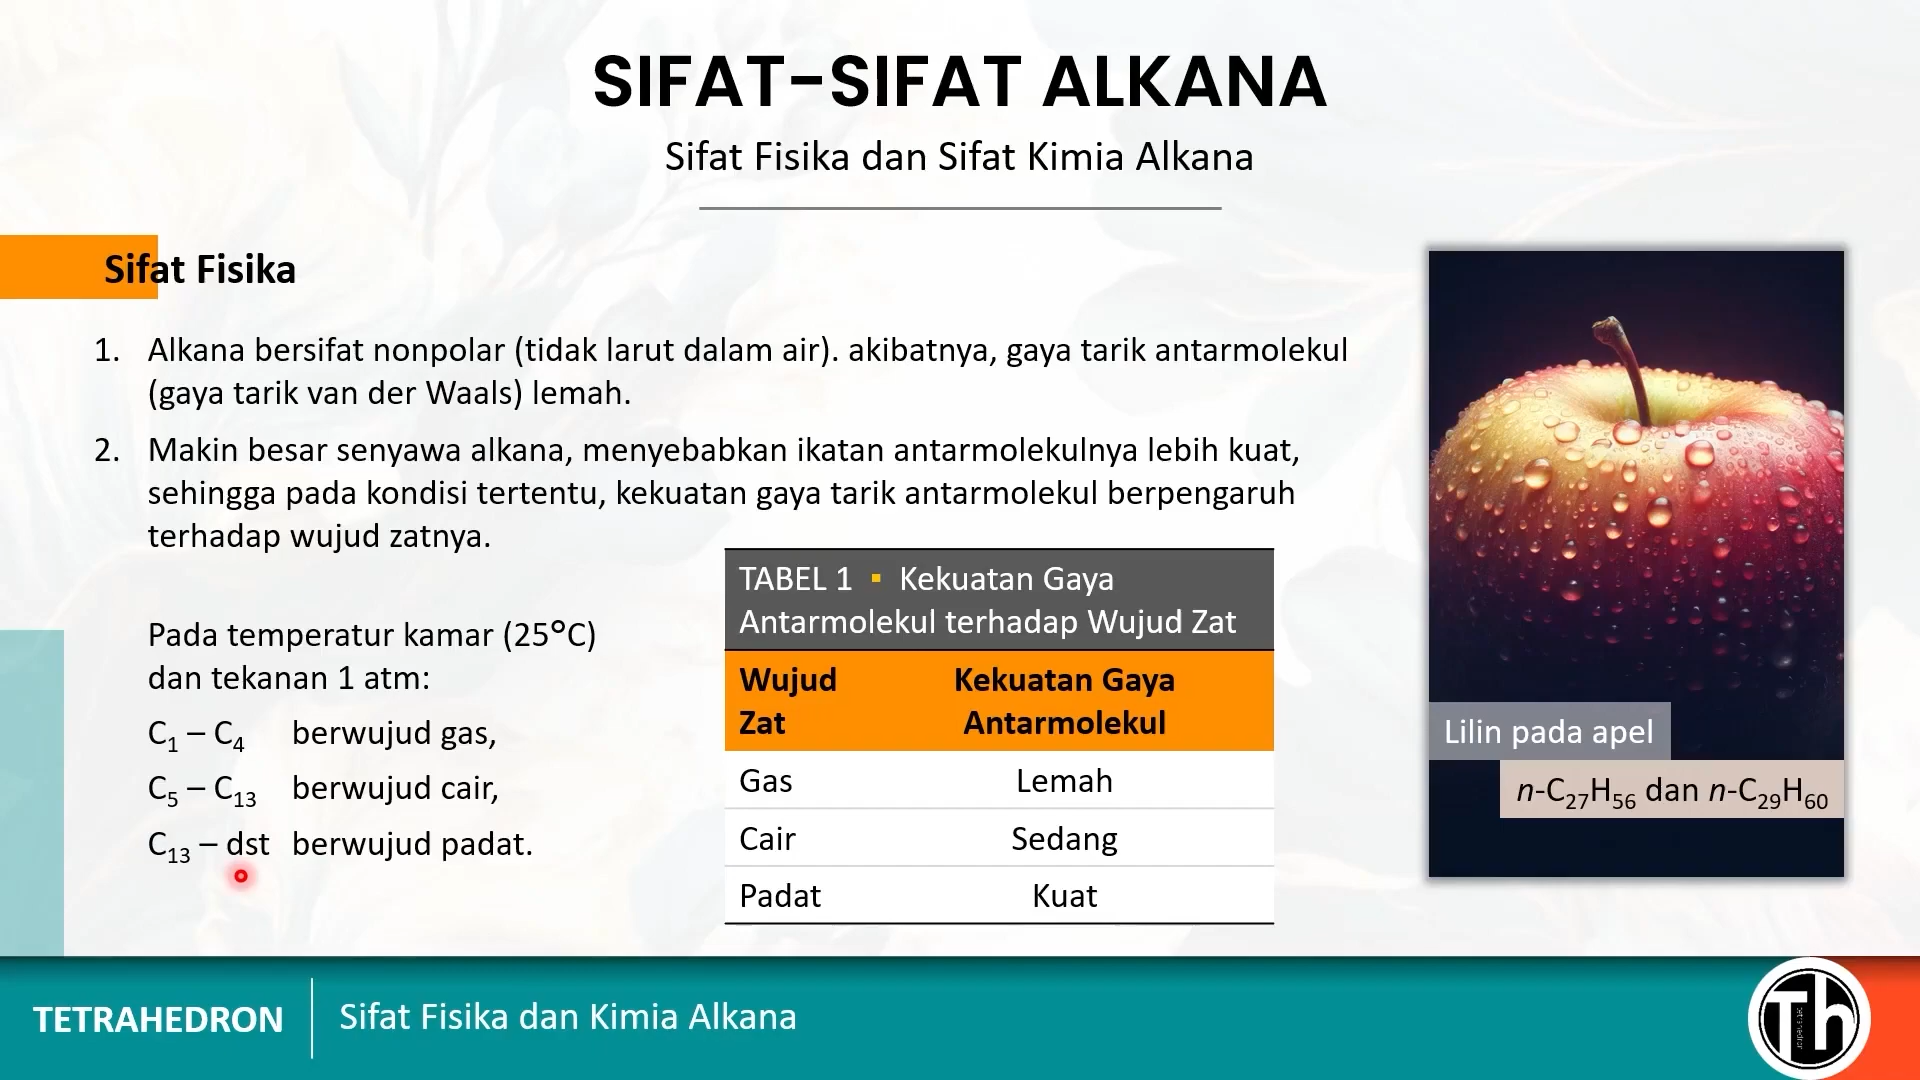 SIFAT-SIFAT ALKANA
Sifat Fisika dan Sifat Kimia Alkana
Sifat Fisika
1. Alkana bersifat nonpolar (tidak larut dalam air). akibatnya, gaya tarik antarmolekul
(gaya tarik van der Waals) lemah.
2. Makin besar senyawa alkana, menyebabkan ikatan antarmolekulnya lebih kuat,
sehingga pada kondisi tertentu, kekuatan gaya tarik antarmolekul berpengaruh
terhadap wujud zatnya.
Pada temperatur kamar (25°C)
dan tekanan 1 atm:
C₁ – C₄ berwujud gas,
C₅ – C₁₃ berwujud cair,
C₁₃ – dst berwujud padat.
TABEL 1 ▪ Kekuatan Gaya
Antarmolekul terhadap Wujud Zat
Wujud Kekuatan Gaya
Zat Antarmolekul
Gas Lemah
Cair Sedang
Padat Kuat
Lilin pada apel
n-C₂₇H₅₆ dan n-C₂₉H₆₀
TETRAHEDRON
Sifat Fisika dan Kimia Alkana
Th